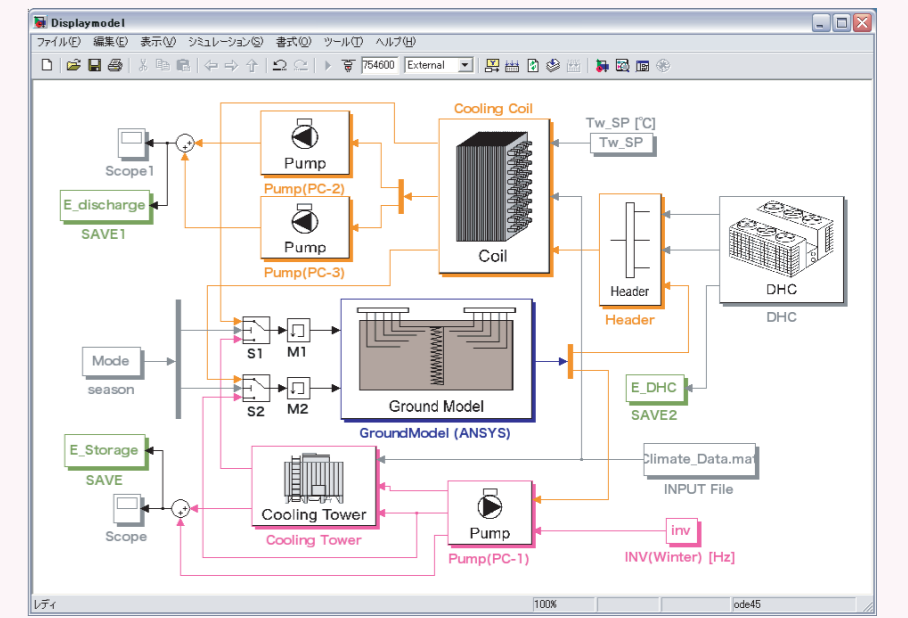 Displaymodel
ファイル(F) 編集(E) 表示(V) シミュレーション(S) 書式(O) ツール(T) ヘルプ(H)
754600 External
Cooling Coil
Tw_SP [℃]
Tw_SP
Scope1
Pump
Pump(PC-2)
E_discharge
SAVE1
Pump
Pump(PC-3)
Coil
Header
Header
DHC
DHC
Mode
season
S1
M1
S2
M2
Ground Model
GroundModel (ANSYS)
E_DHC
SAVE2
E_Storage
SAVE
Climate_Data.mat
INPUT File
Scope
Cooling Tower
Cooling Tower
Pump
Pump(PC-1)
inv
INV(Winter) [Hz]
レディ
100%
ode45